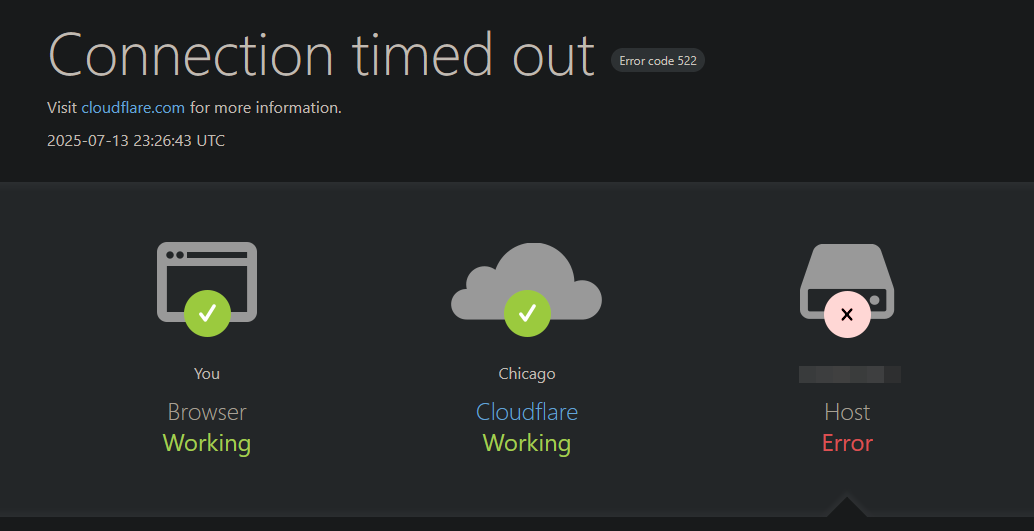 Connection timed out Error code 522
Visit cloudflare.com for more information.
2025-07-13 23:26:43 UTC
You
Browser
Working
Chicago
Cloudflare
Working
Host
Error